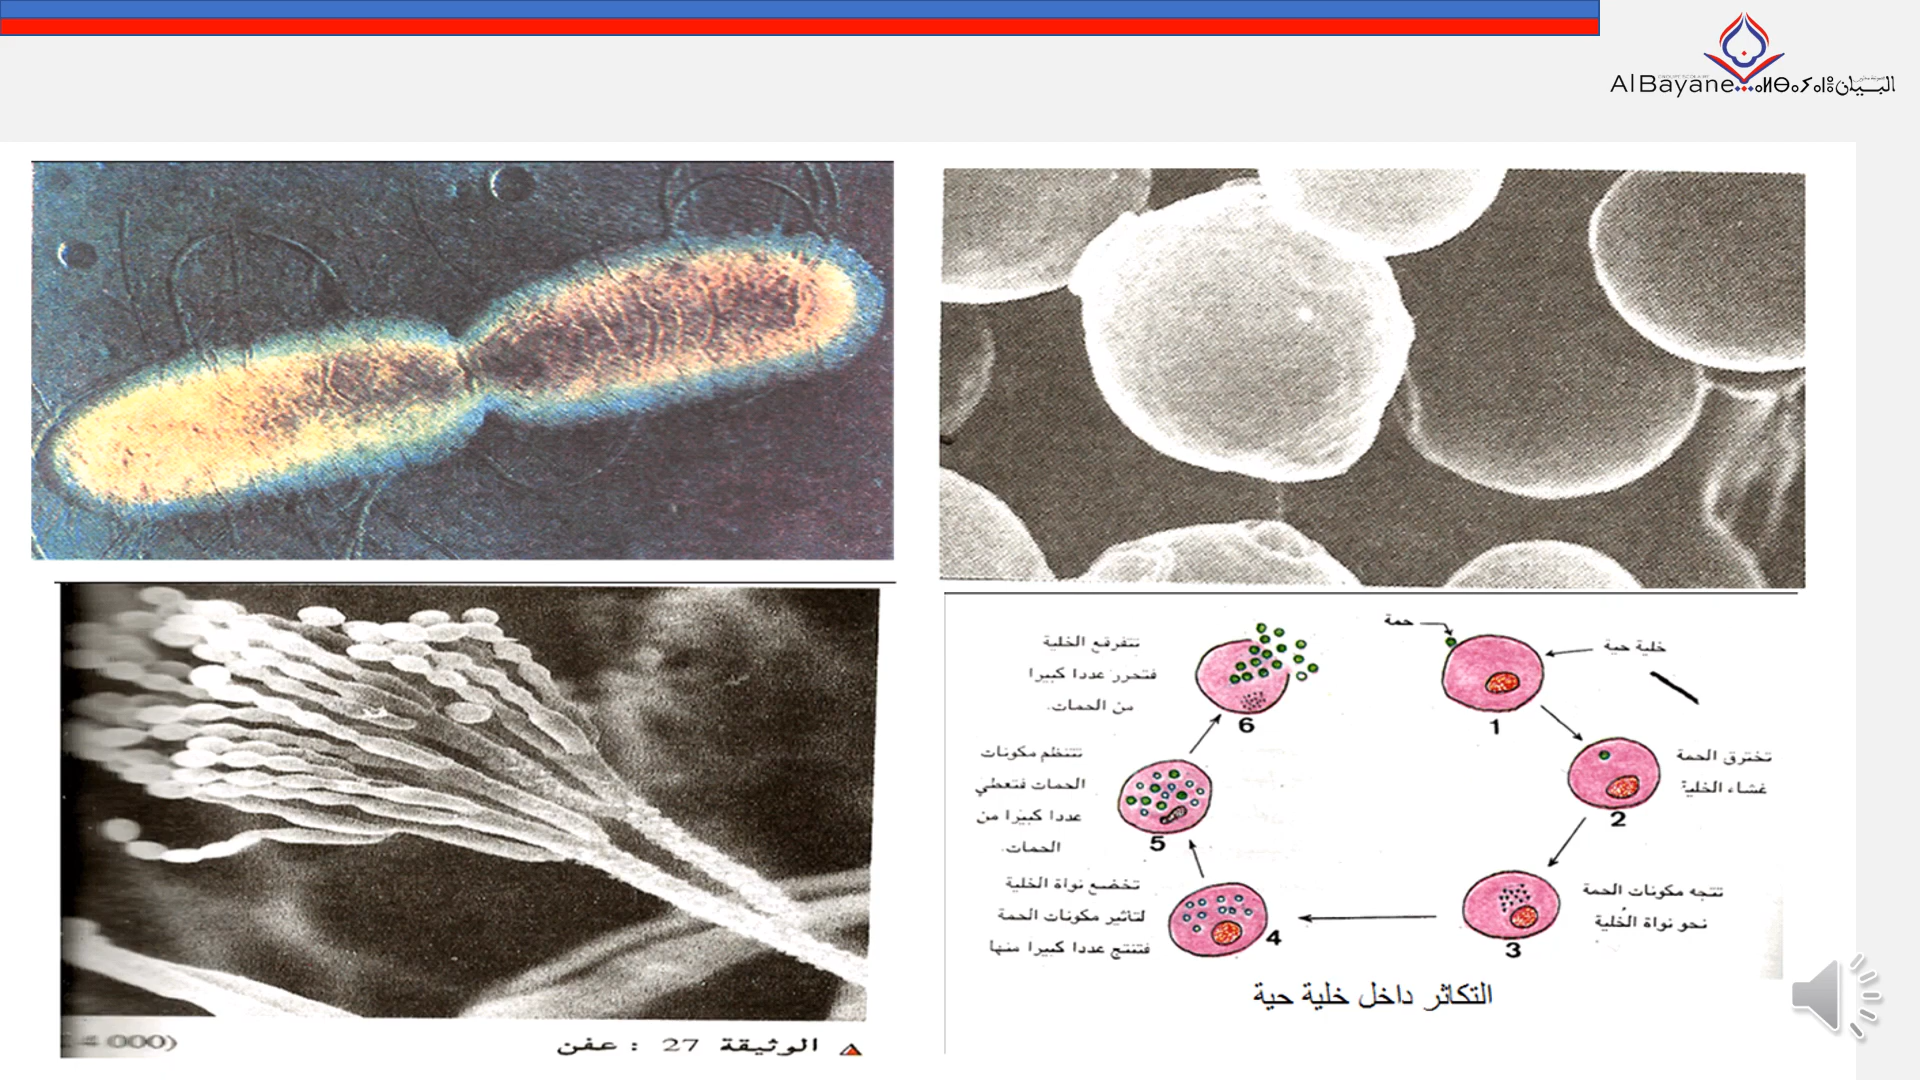 AlBayane
البيان
حمة
خلية حية
1
تخترق الحمة
غشاء الخلية
2
تتجه مكونات الحمة
نحو نواة الخلية
3
تخضع نواة الخلية
لتاثير مكونات الحمة
فتنتج عددا كبيرا منها
4
تنتظم مكونات
الحمات فتعطي
عددا كبيرا من
الحمات.
5
تتفرقع الخلية
فتحرر عددا كبيرا
من الحمات.
6
التكاثر داخل خلية حية
الوثيقة 27 : عفن
000)